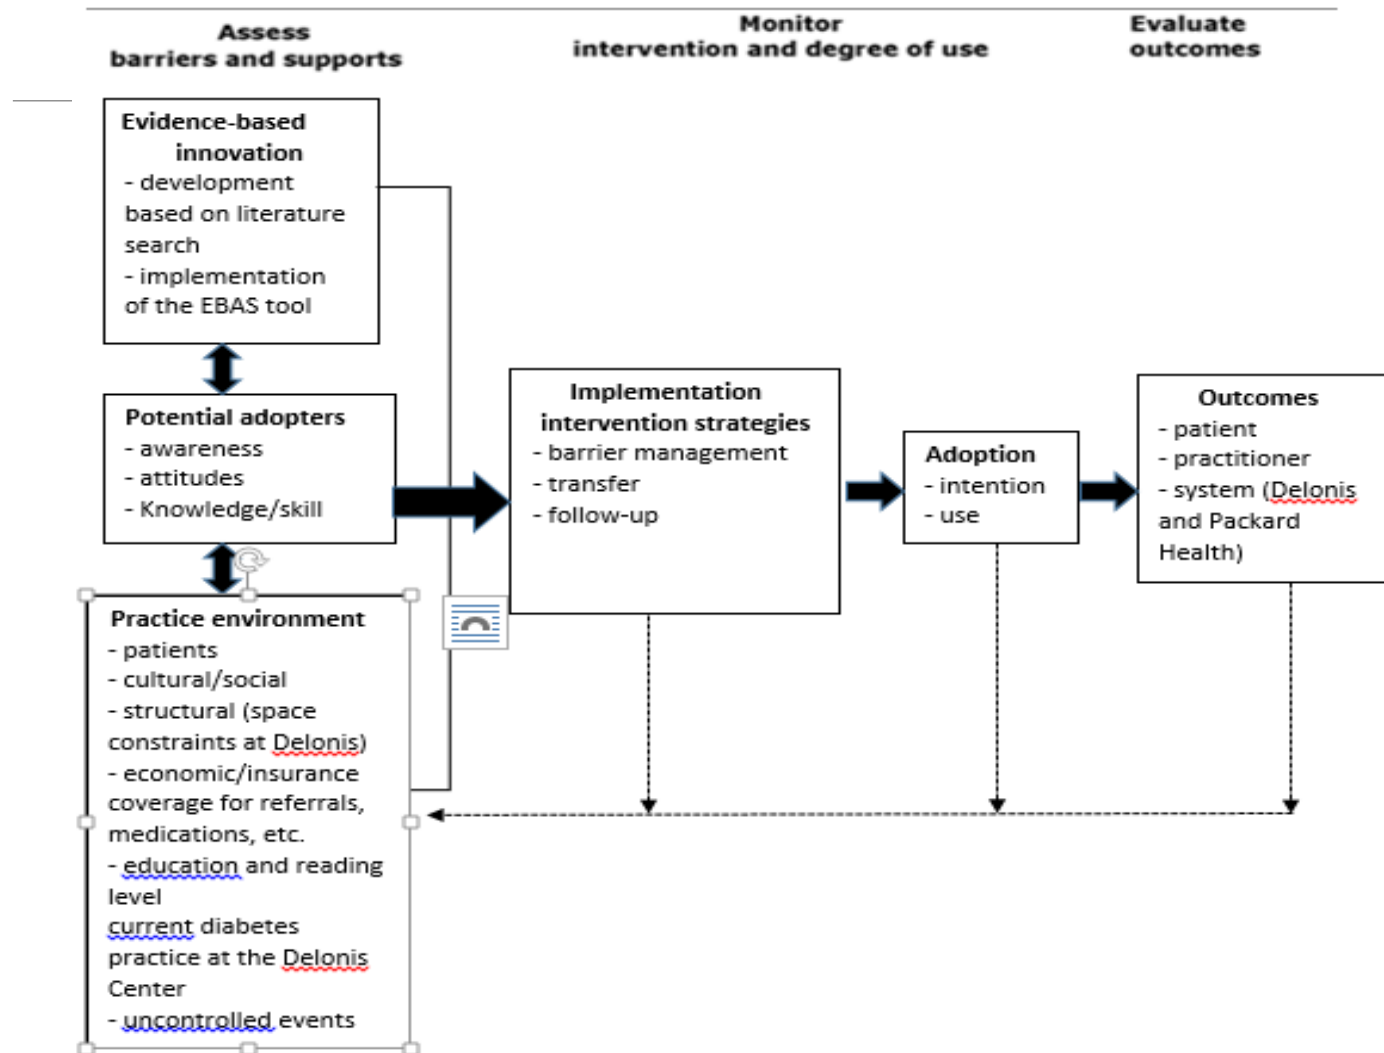 Assess
barriers and supports
Monitor
intervention and degree of use
Evaluate
outcomes
Evidence-based
innovation
- development
based on literature
search
- implementation
of the EBAS tool
Potential adopters
- awareness
- attitudes
- Knowledge/skill
Practice environment
- patients
- cultural/social
- structural (space
constraints at Delonis)
- economic/insurance
coverage for referrals,
medications, etc.
- education and reading
level
current diabetes
practice at the Delonis
Center
- uncontrolled events
Implementation
intervention strategies
- barrier management
- transfer
- follow-up
Adoption
- intention
- use
Outcomes
- patient
- practitioner
- system (Delonis
and Packard
Health)